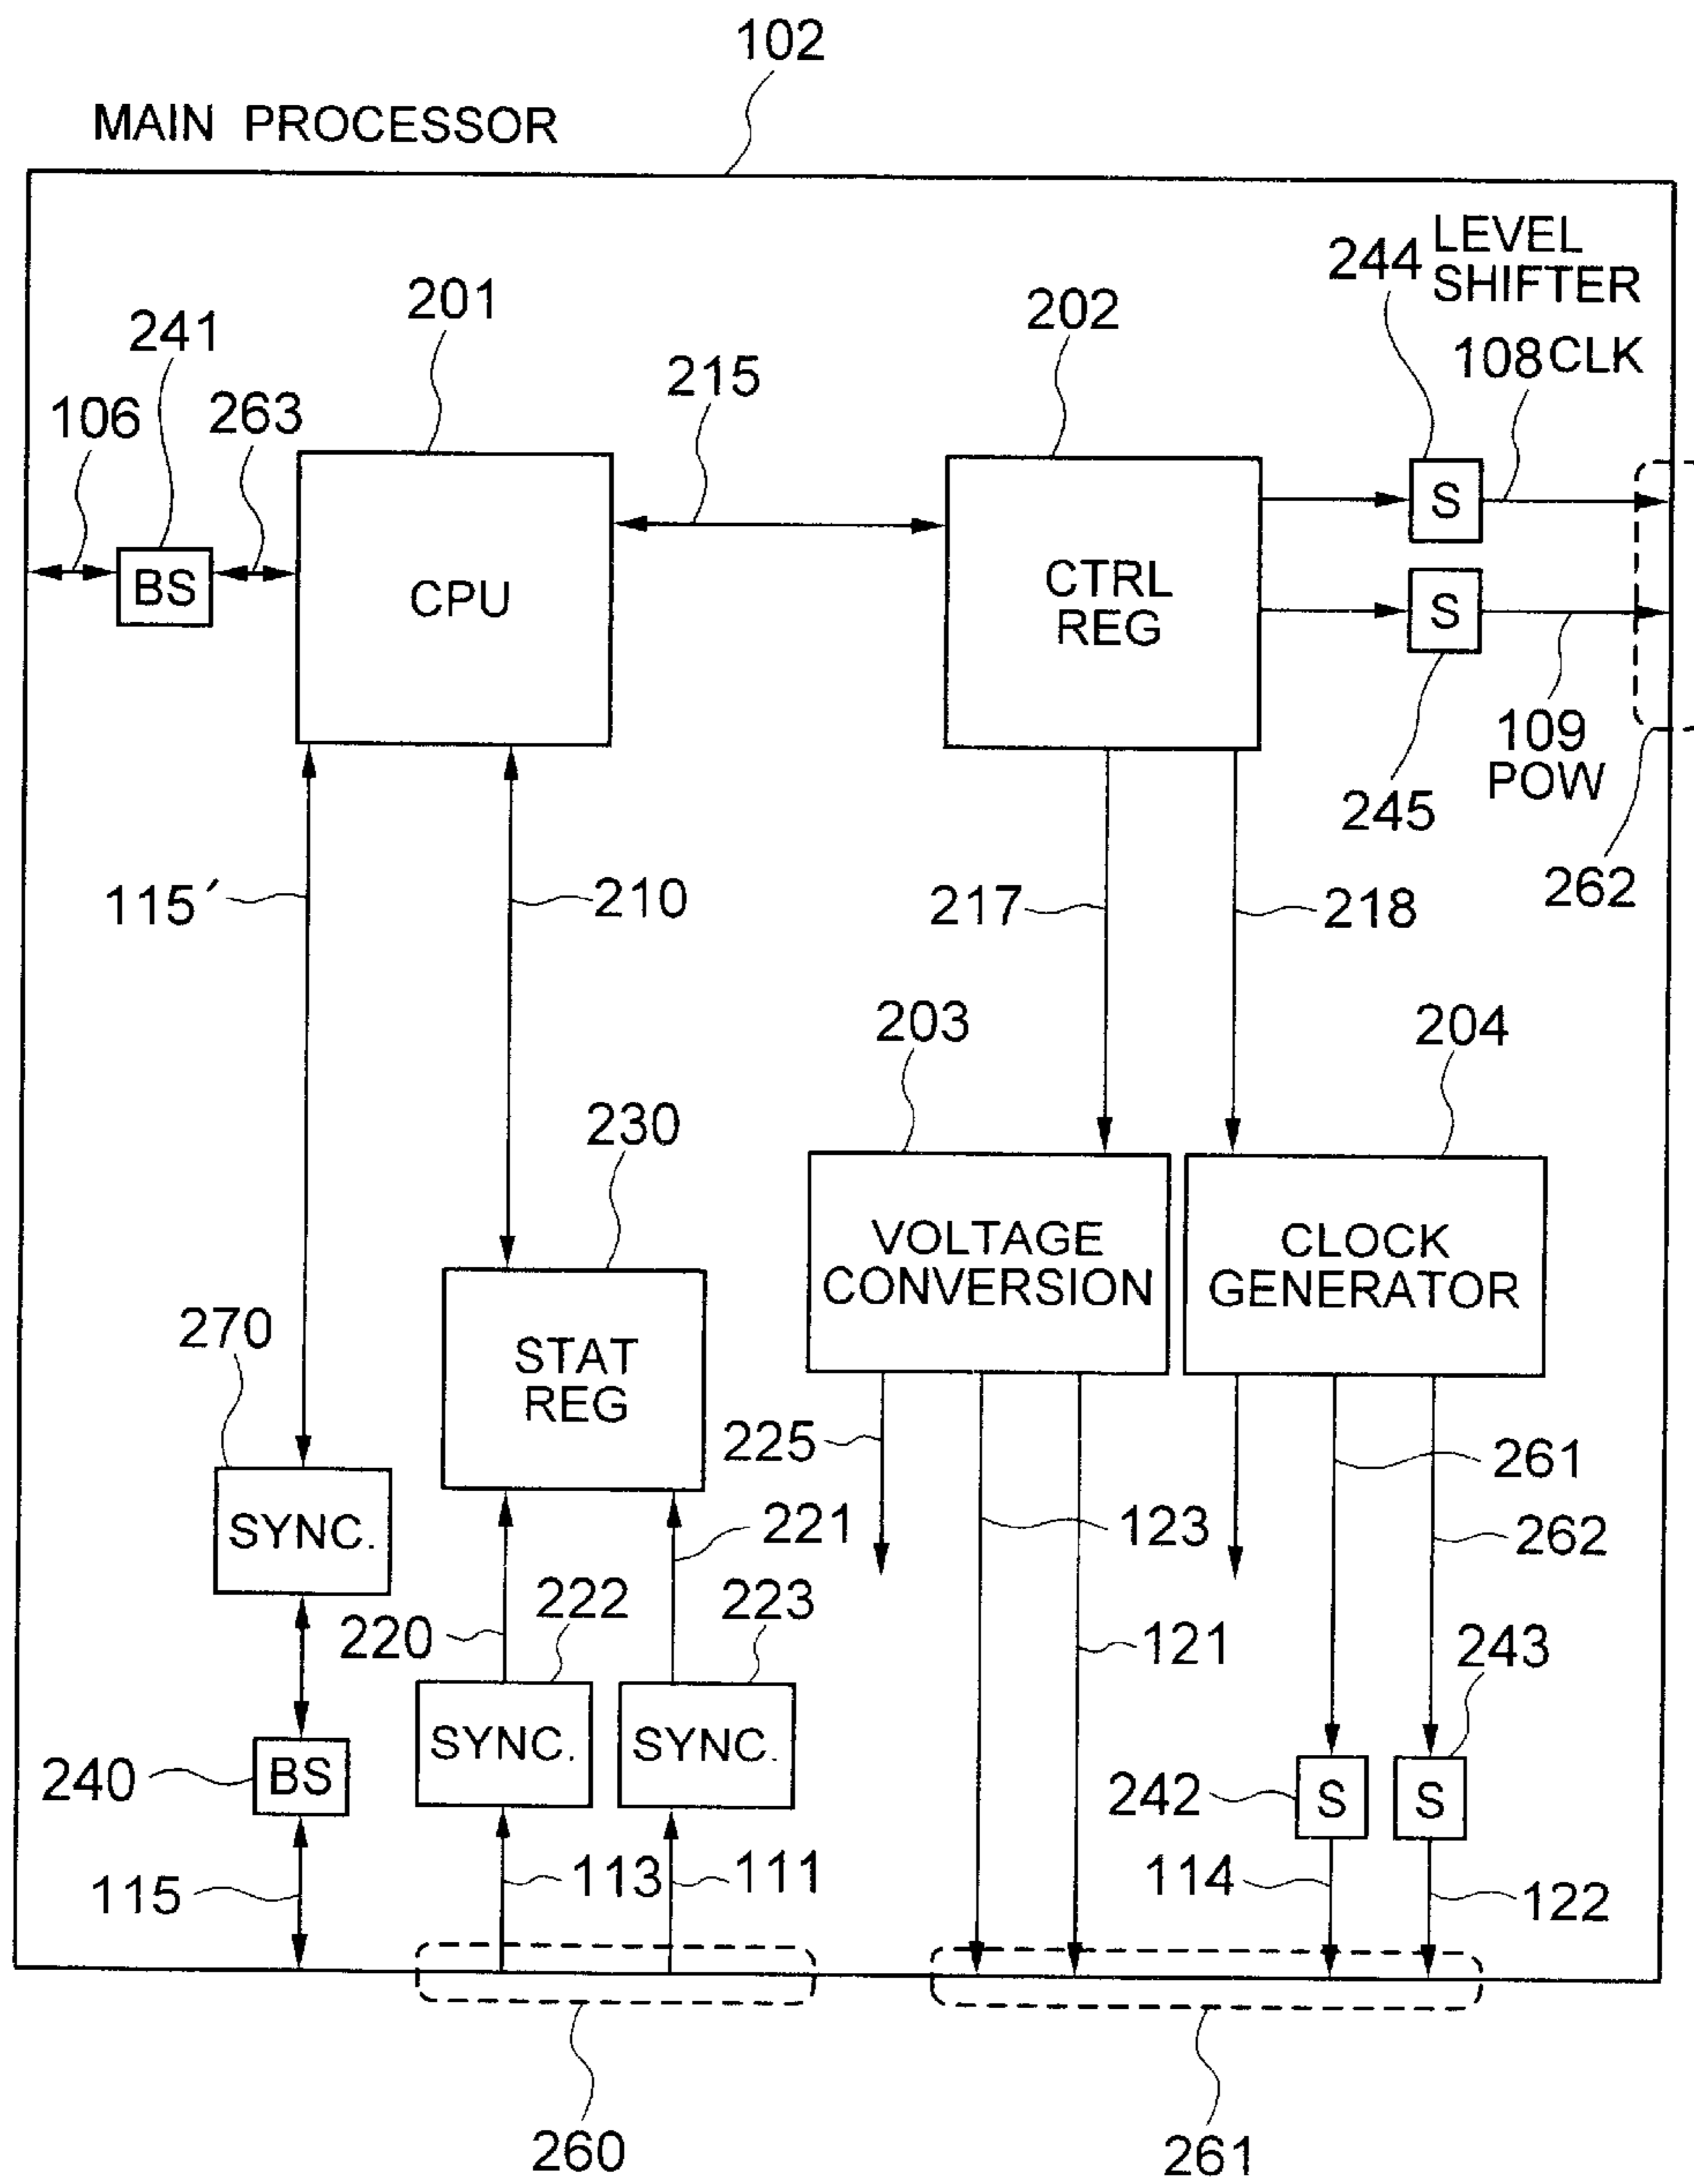 102
MAIN PROCESSOR
244 LEVEL
SHIFTER
201
202
241
215
108 CLK
106
263
S
BS
CPU
CTRL
REG
S
109
POW
245
262
115´
210
217
218
203
204
230
VOLTAGE
CONVERSION
CLOCK
GENERATOR
270
STAT
REG
225
261
SYNC.
221
123
262
222
223
220
121
243
SYNC.
SYNC.
240
BS
242
S
S
115
113
111
114
122
260
261